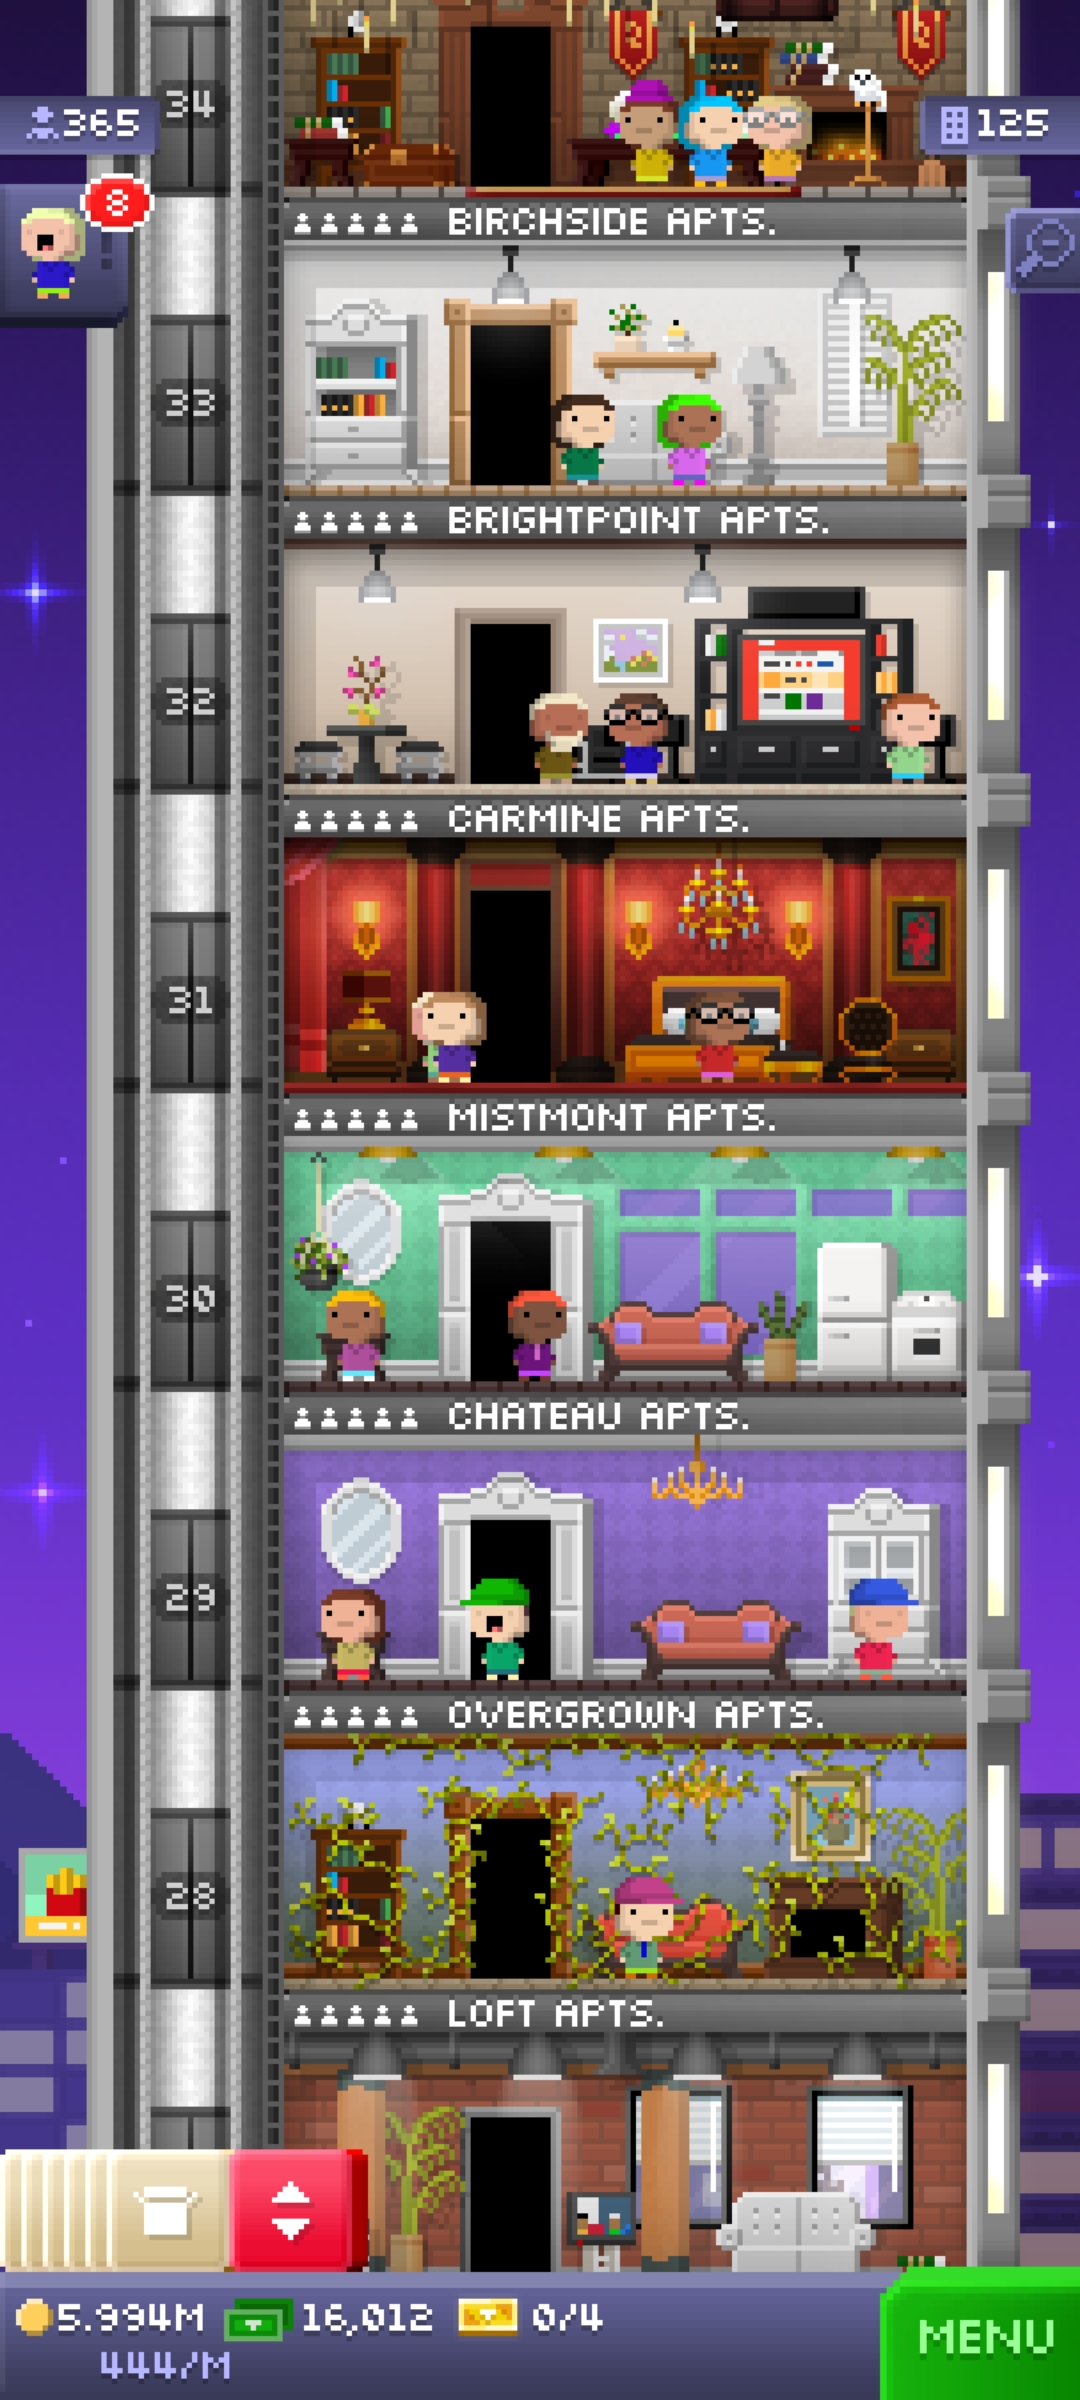 34
365
125
8
BIRCHSIDE APTS.
33
BRIGHTPOINT APTS.
32
CARMINE APTS.
31
MISTMONT APTS.
30
CHATEAU APTS.
29
OVERGROWN APTS.
28
LOFT APTS.
5.994M 16,012 0/4
444/M
MENU